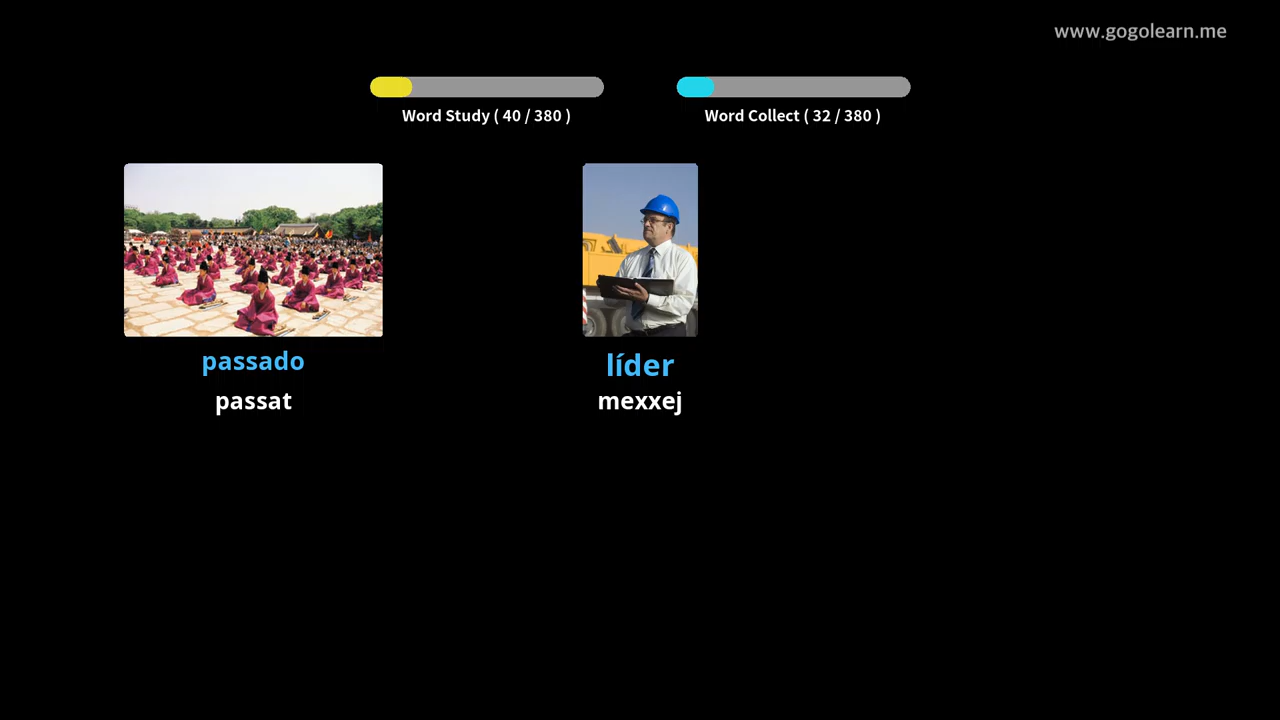 www.gogolearn.me
Word Study ( 40 / 380 )
Word Collect ( 32 / 380 )
passado
passat
líder
mexxej